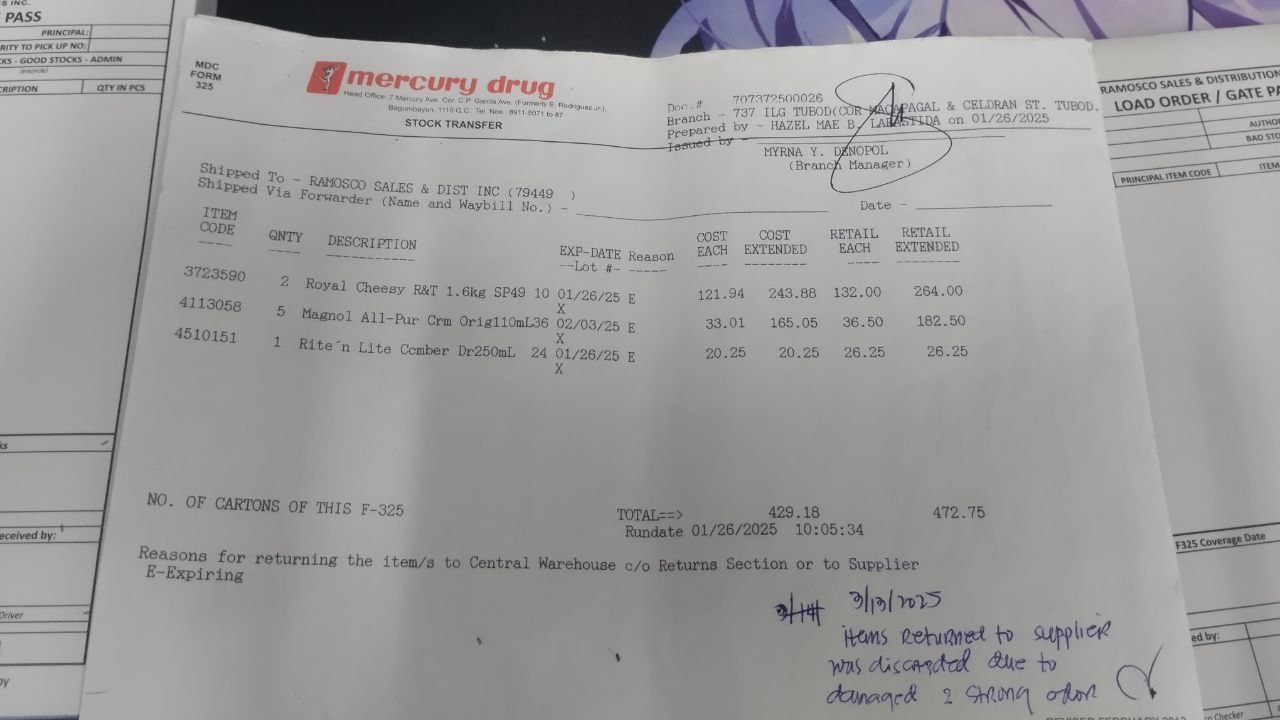 S INC.
PASS
PRINCIPAL:
RITY TO PICK UP NO:
KS - GOOD STOCKS - ADMIN
(encircle)
RIPTION QTY IN PCS
ks
eceived by:
Driver
by
MDC
FORM
325
mercury drug
Head Office: 7 Mercury Ave. Cor. C.P. Garcia Ave. (Formerly E. Rodriguez Jr.),
Bagumbayan, 1110 Q.C. Tel. Nos.: 8911-5071 to 87
STOCK TRANSFER
Doc.# 707372500026
Branch - 737 ILG TUBOD(COR MACAPAGAL & CELDRAN ST. TUBOD,
Prepared by - HAZEL MAE B. LABASTIDA on 01/26/2025
Issued by -
MYRNA Y. DENOPOL
(Branch Manager)
Shipped To - RAMOSCO SALES & DIST INC (79449 )
Shipped Via Forwarder (Name and Waybill No.) - Date -
ITEM CODE QNTY DESCRIPTION EXP-DATE Reason COST EACH COST EXTENDED RETAIL EACH RETAIL EXTENDED
--Lot #-
3723590 2 Royal Cheesy R&T 1.6kg SP49 10 01/26/25 E 121.94 243.88 132.00 264.00
X
4113058 5 Magnol All-Pur Crm Orig110mL36 02/03/25 E 33.01 165.05 36.50 182.50
X
4510151 1 Rite´n Lite Ccmber Dr250mL 24 01/26/25 E 20.25 20.25 26.25 26.25
X
NO. OF CARTONS OF THIS F-325
TOTAL==> 429.18 472.75
Rundate 01/26/2025 10:05:34
Reasons for returning the item/s to Central Warehouse c/o Returns Section or to Supplier
E-Expiring
3/13/2025
items returned to supplier
was discarded due to
damaged & strong odor
RAMOSCO SALES & DISTRIBUTION
LOAD ORDER / GATE PA
AUTHO
BAD STO
PRINCIPAL ITEM CODE ITEM
F325 Coverage Date
ed by:
Checker